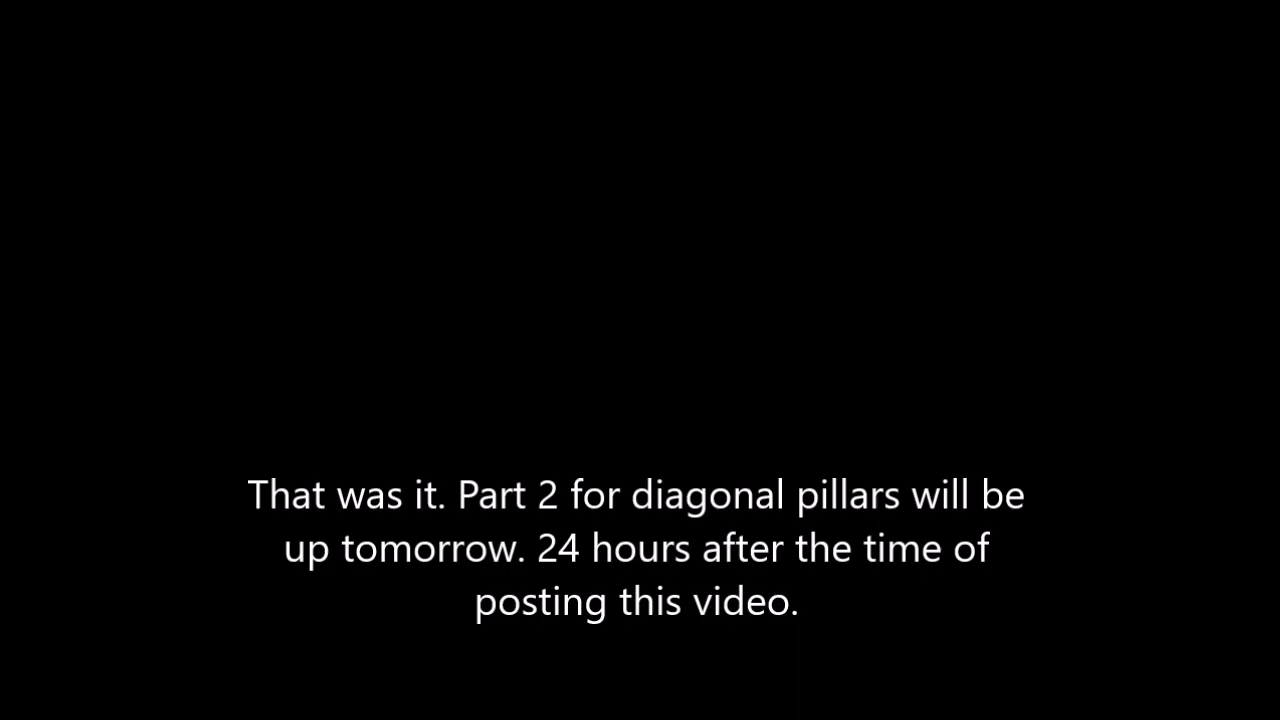 That was it. Part 2 for diagonal pillars will be
up tomorrow. 24 hours after the time of
posting this video.